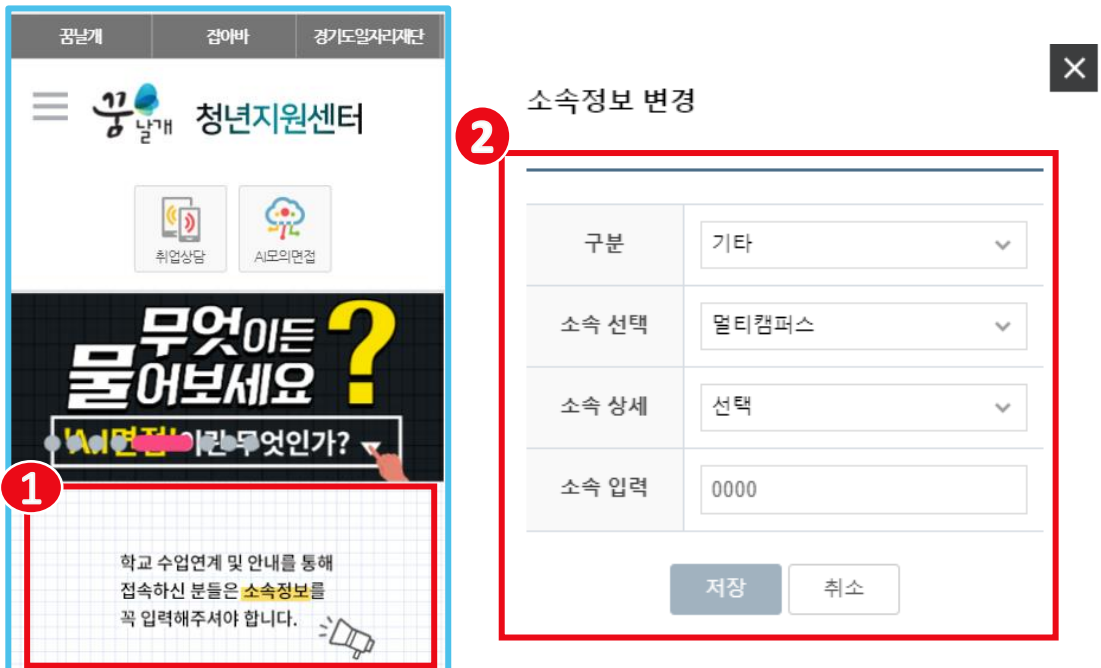 꿈날개 잡아바 경기도일자리재단
꿈날개 청년지원센터
취업상담 AI모의면접
무엇이든
물어보세요?
'AI면접'이란 무엇인가?
1
학교 수업연계 및 안내를 통해
접속하신 분들은 소속정보를
꼭 입력해주셔야 합니다.
소속정보 변경
2
구분 기타
소속 선택 멀티캠퍼스
소속 상세 선택
소속 입력 0000
저장 취소